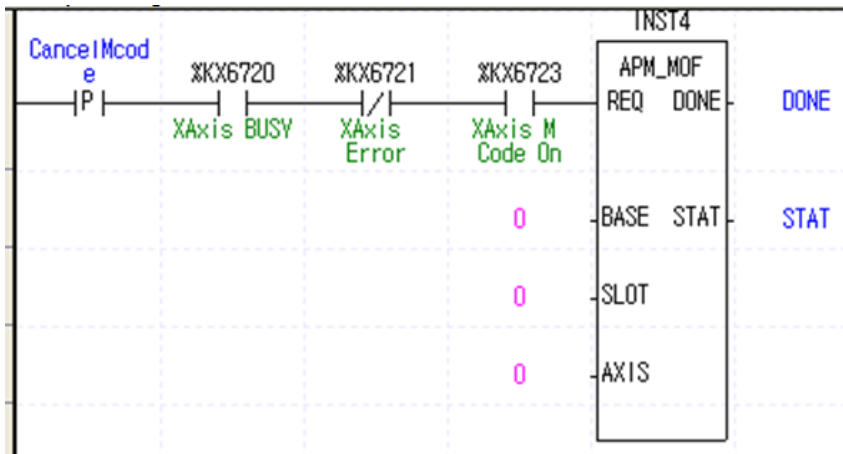 INST4
CancelMcod
e
%KX6720
%KX6721
%KX6723
APM_MOF
P
/
REQ DONE
DONE
XAxis BUSY
XAxis
Error
XAxis M
Code On
0
BASE STAT
STAT
0
SLOT
0
AXIS